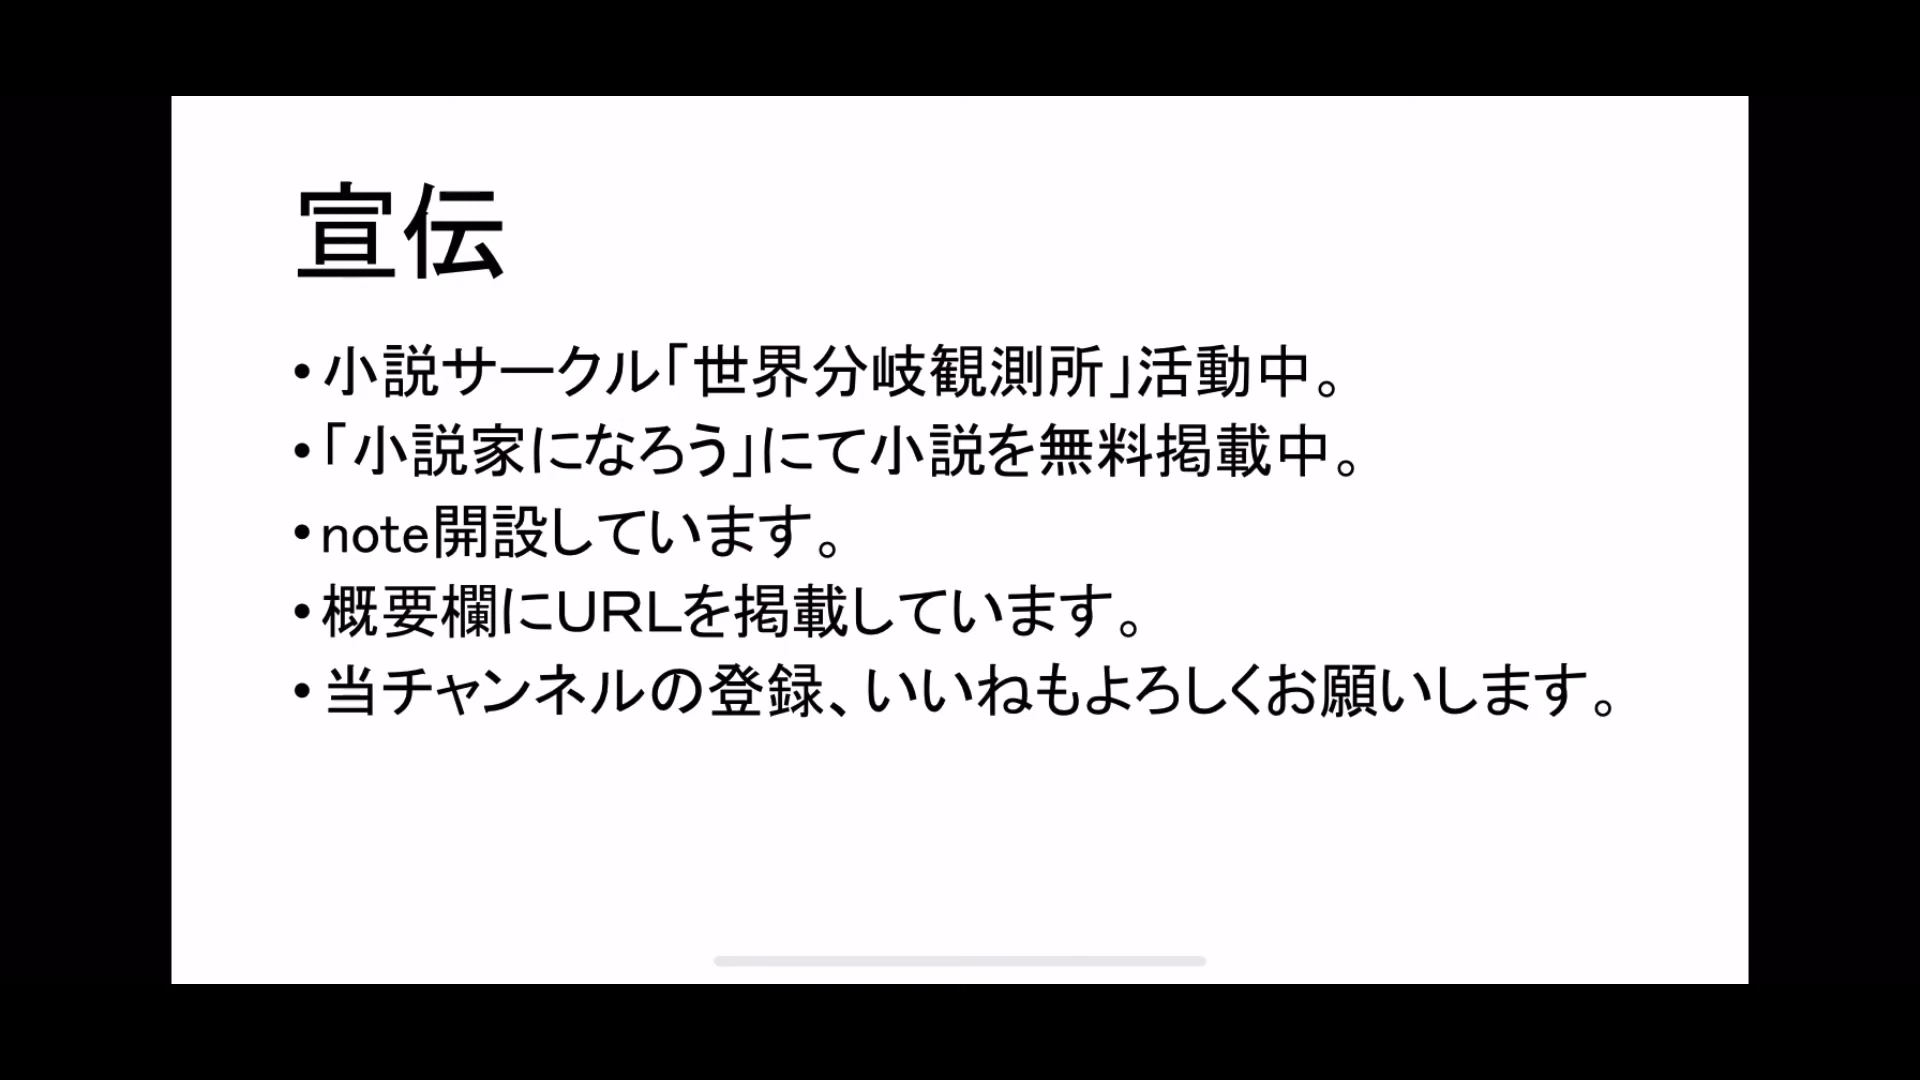 宣伝
•小説サークル「世界分岐観測所」活動中。
•「小説家になろう」にて小説を無料掲載中。
•note開設しています。
•概要欄にURLを掲載しています。
•当チャンネルの登録、いいねもよろしくお願いします。